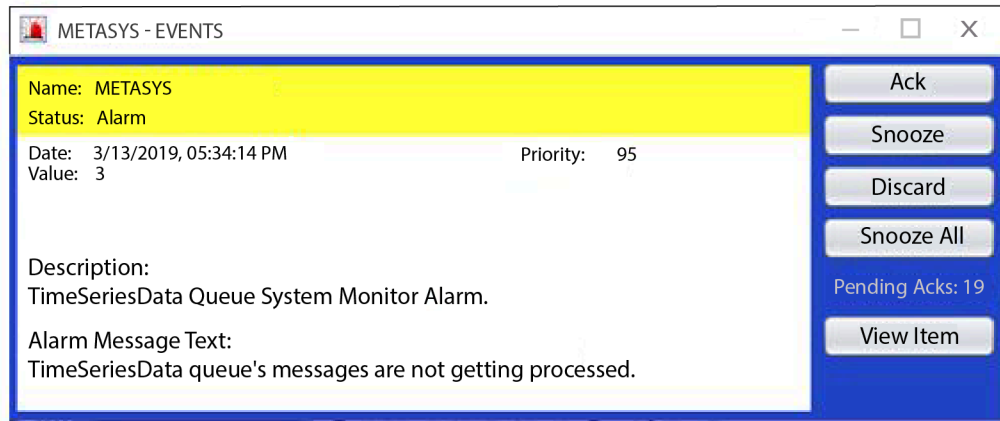 METASYS - EVENTS
Name: METASYS
Status: Alarm
Date: 3/13/2019, 05:34:14 PM Priority: 95
Value: 3
Description:
TimeSeriesData Queue System Monitor Alarm.
Alarm Message Text:
TimeSeriesData queue's messages are not getting processed.
Ack
Snooze
Discard
Snooze All
Pending Acks: 19
View Item